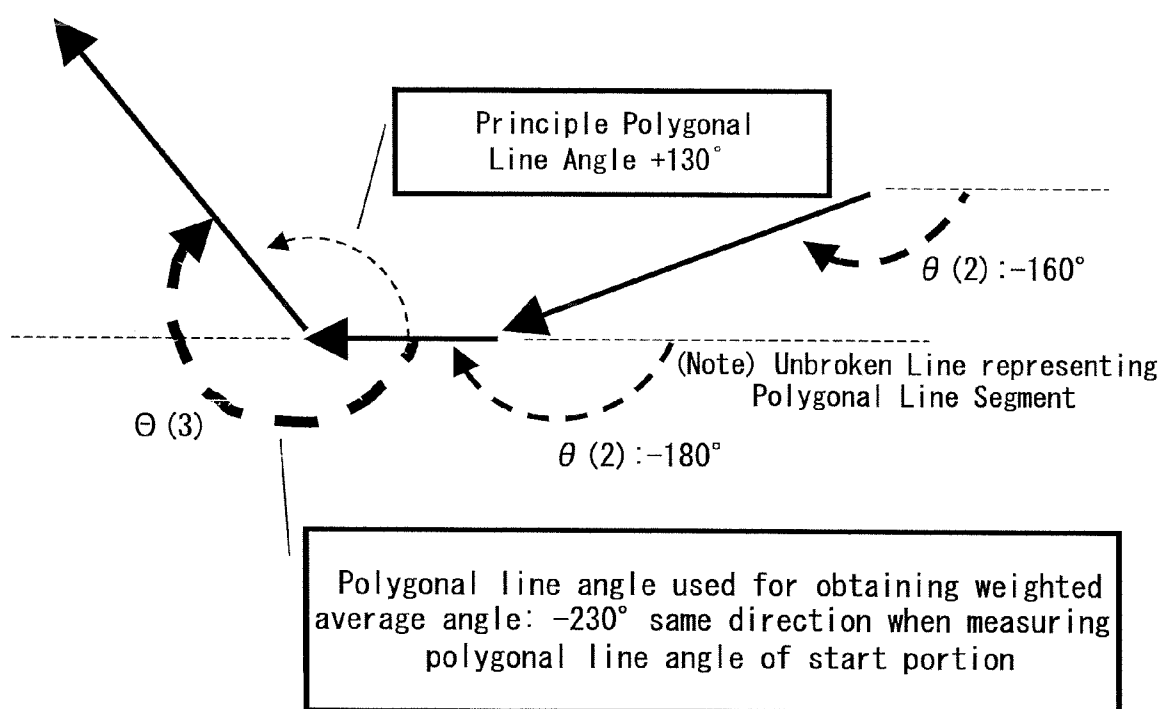 Principle Polygonal
Line Angle +130°
θ (2) :-160°
(Note) Unbroken Line representing
Polygonal Line Segment
Θ (3)
θ (2) :-180°
Polygonal line angle used for obtaining weighted
average angle: -230° same direction when measuring
polygonal line angle of start portion